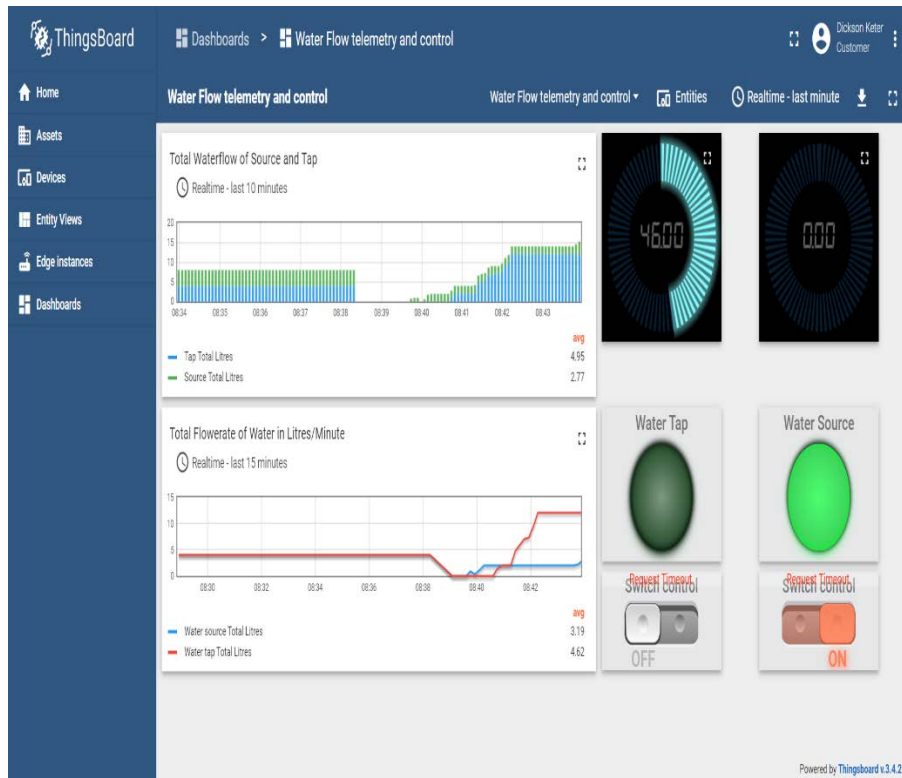 ThingsBoard
Dashboards > Water Flow telemetry and control
Dickson Keter
Customer
Home
Assets
Devices
Entity Views
Edge instances
Dashboards
Water Flow telemetry and control
Water Flow telemetry and control
Entities
Realtime - last minute
Total Waterflow of Source and Tap
Realtime - last 10 minutes
20
15
10
5
0
08:34 08:35 08:36 08:37 08:38 08:39 08:40 08:41 08:42 08:43
avg
Tap Total Litres 4.95
Source Total Litres 2.77
46.00
0.00
Total Flowerate of Water in Litres/Minute
Realtime - last 15 minutes
15
10
5
0
08:30 08:32 08:34 08:36 08:38 08:40 08:42
avg
Water source Total Litres 3.19
Water tap Total Litres 4.62
Water Tap
Request Timeout
Switch control
OFF
Water Source
Request Timeout
Switch control
ON
Powered by Thingsboard v.3.4.2